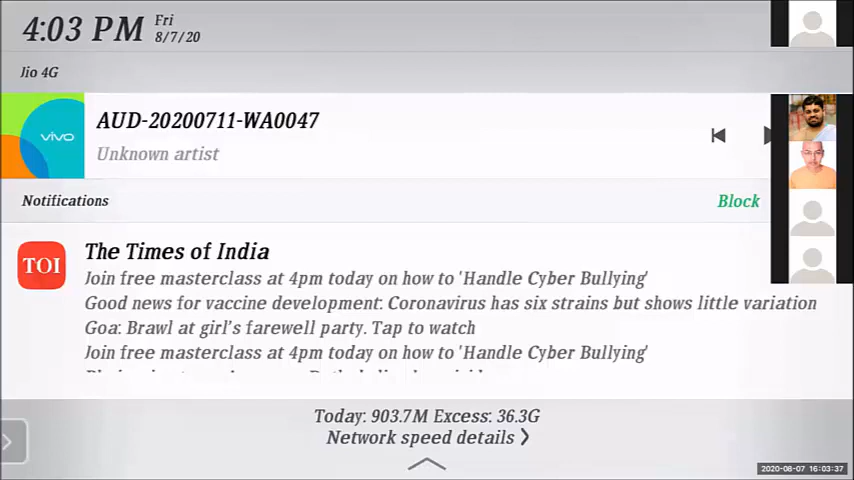 4:03 PM Fri
8/7/20
Jio 4G
vivo
AUD-20200711-WA0047
Unknown artist
Notifications Block
TOI
The Times of India
Join free masterclass at 4pm today on how to 'Handle Cyber Bullying'
Good news for vaccine development: Coronavirus has six strains but shows little variation
Goa: Brawl at girl's farewell party. Tap to watch
Join free masterclass at 4pm today on how to 'Handle Cyber Bullying'
Today: 903.7M Excess: 36.3G
Network speed details ❯
2020-08-07 16:03:37